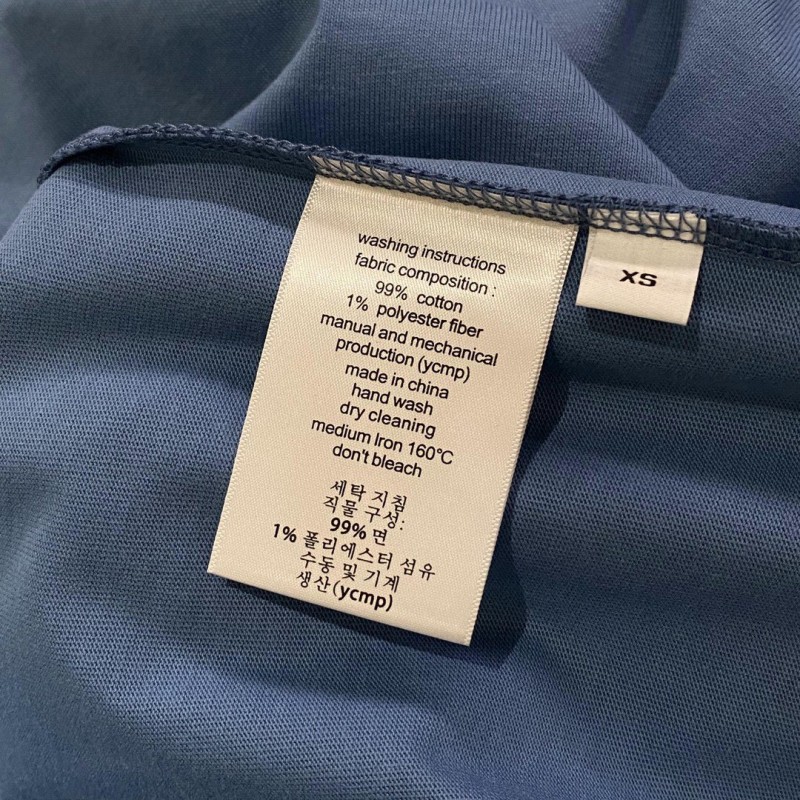 washing instructions
fabric composition :
99% cotton
1% polyester fiber
manual and mechanical
production (ycmp)
made in china
hand wash
dry cleaning
medium Iron 160℃
don't bleach
세탁 지침
직물 구성:
99% 면
1% 폴리에스터 섬유
수동 및 기계
생산(ycmp)
XS